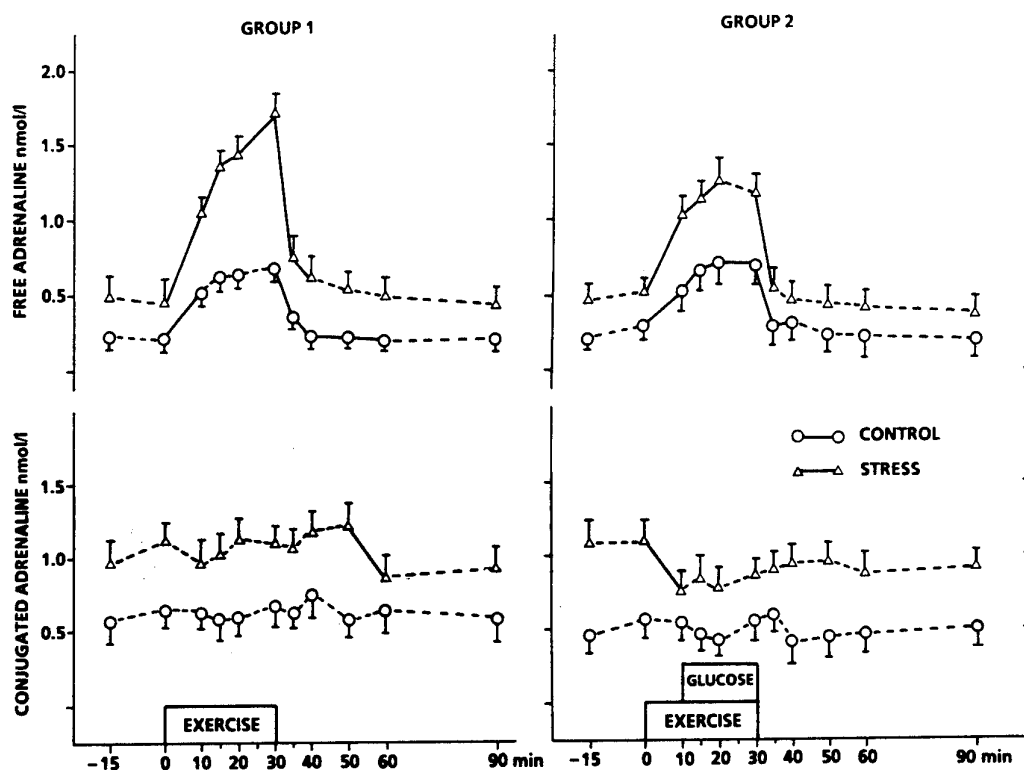 GROUP 1
GROUP 2
FREE ADRENALINE nmol/l
2.0
1.5
1.0
0.5
CONJUGATED ADRENALINE nmol/l
1.5
1.0
0.5
CONTROL
STRESS
EXERCISE
GLUCOSE
EXERCISE
-15 0 10 20 30 40 50 60 90 min
-15 0 10 20 30 40 50 60 90 min